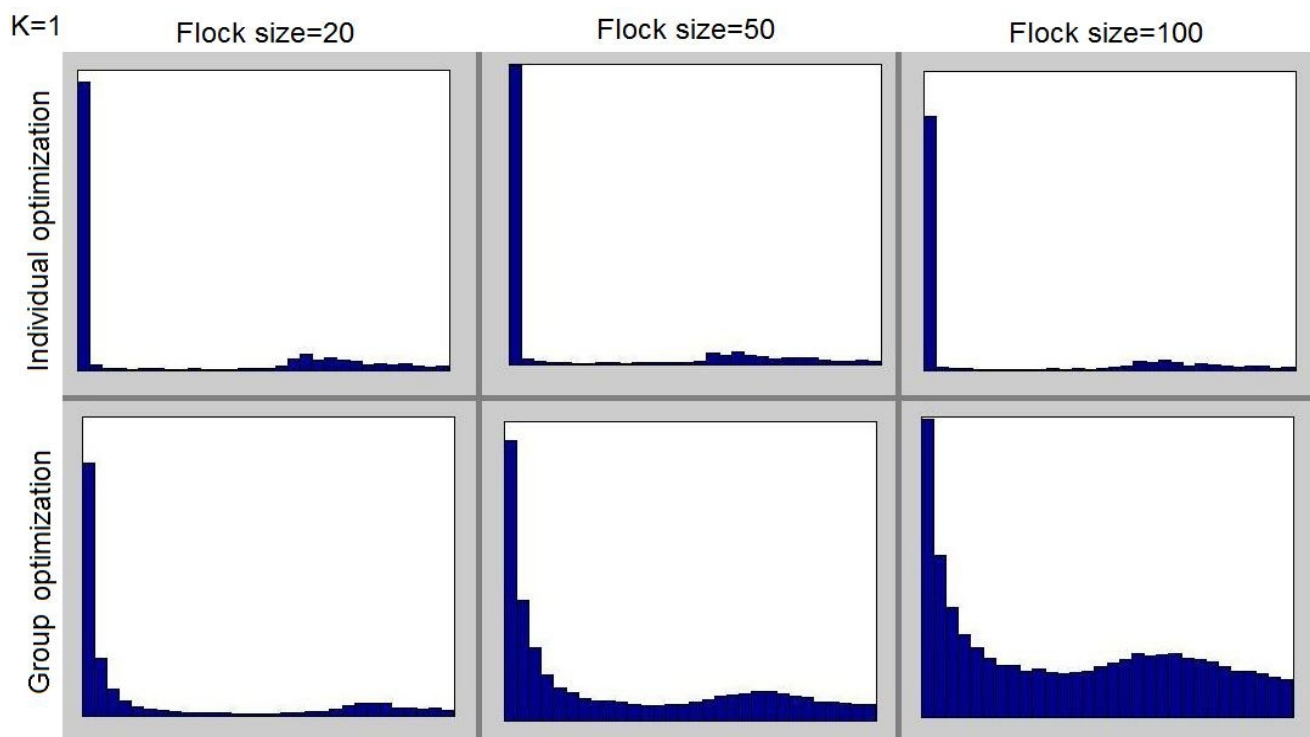 K=1
Flock size=20
Flock size=50
Flock size=100
Individual optimization
Group optimization